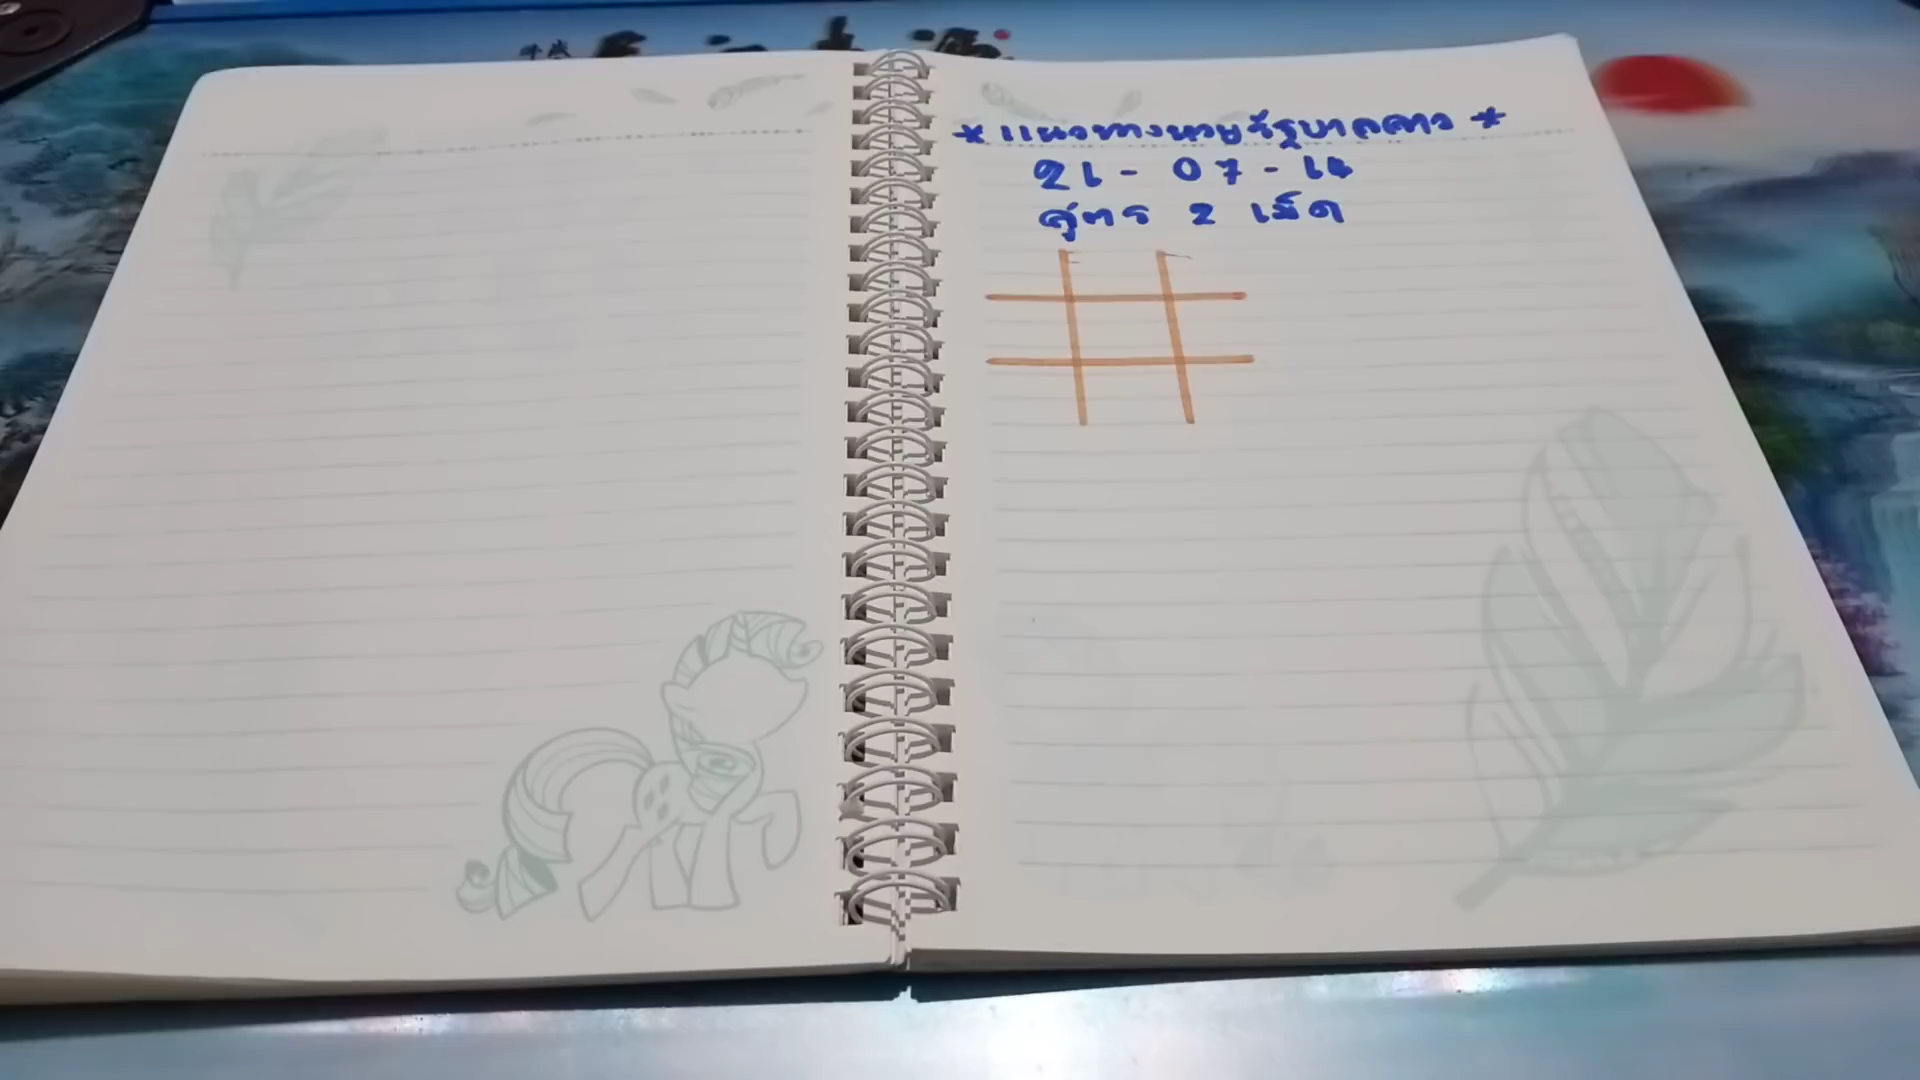 * แนวทางหวยรัฐบาลลาว *
21 - 07 - 14
สูตร 2 เม็ด